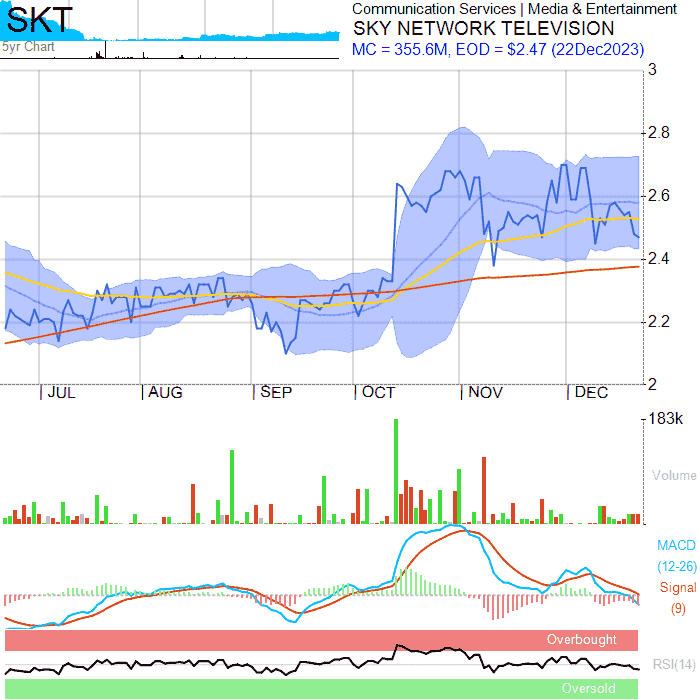 SKT
5yr Chart
Communication Services | Media & Entertainment
SKY NETWORK TELEVISION
MC = 355.6M, EOD = $2.47 (22Dec2023)
3
2.8
2.6
2.4
2.2
2
| JUL | AUG | SEP | OCT | NOV | DEC
183k
Volume
MACD
(12-26)
Signal
(9)
Overbought
RSI(14)
Oversold